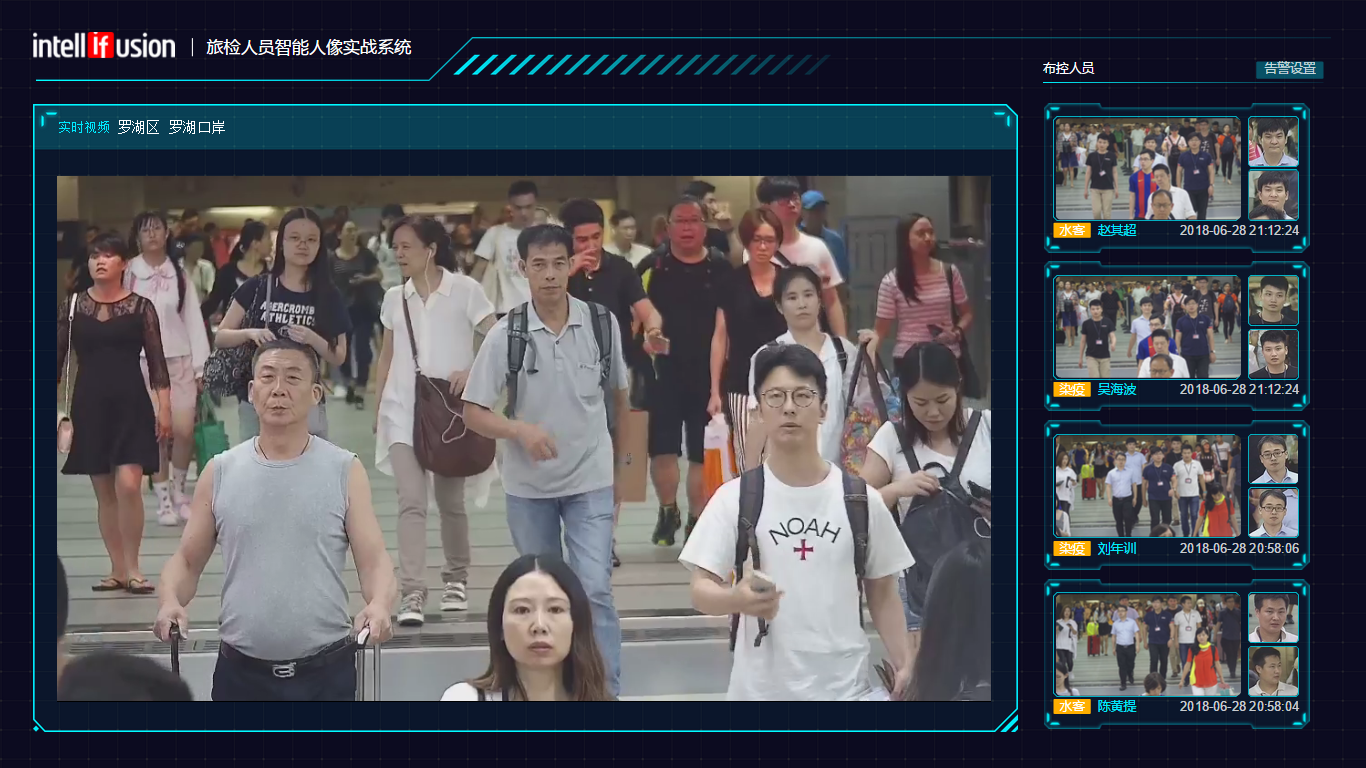 intellifusion | 旅检人员智能人像实战系统
布控人员 告警设置
实时视频 罗湖区 罗湖口岸
ABERCROMB
ATHLETICS
NOAH
水客 赵其超 2018-06-28 21:12:24
染疫 吴海波 2018-06-28 21:12:24
染疫 刘年训 2018-06-28 20:58:06
水客 陈黄提 2018-06-28 20:58:04